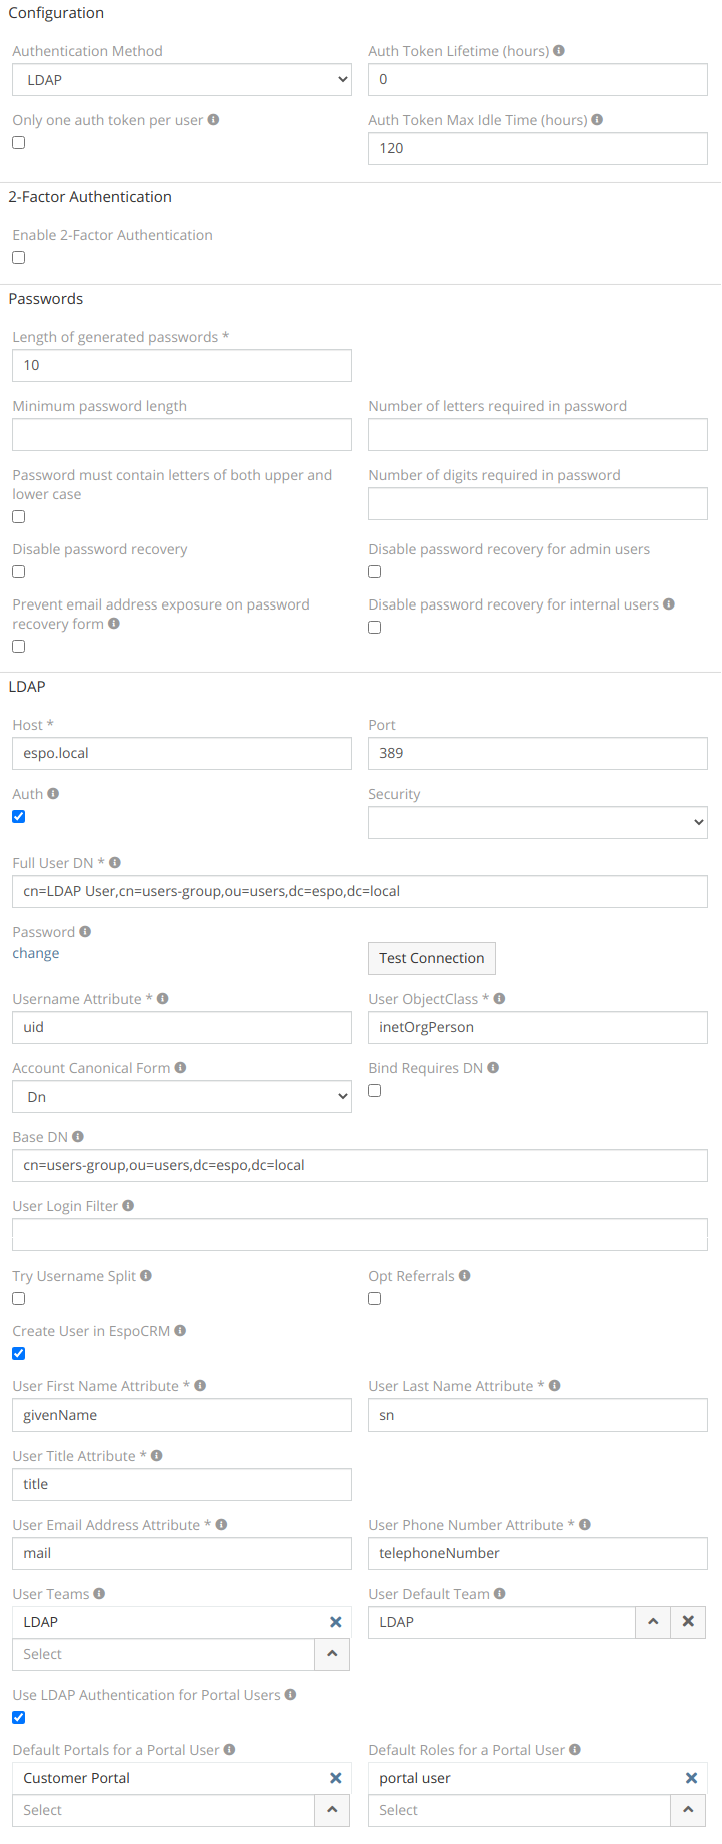 Configuration
Authentication Method
Auth Token Lifetime (hours)
LDAP
0
Only one auth token per user
Auth Token Max Idle Time (hours)
120
2-Factor Authentication
Enable 2-Factor Authentication
Passwords
Length of generated passwords *
10
Minimum password length
Number of letters required in password
Password must contain letters of both upper and
lower case
Number of digits required in password
Disable password recovery
Disable password recovery for admin users
Prevent email address exposure on password
recovery form
Disable password recovery for internal users
LDAP
Host *
Port
espo.local
389
Auth
Security
Full User DN *
cn=LDAP User,cn=users-group,ou=users,dc=espo,dc=local
Password
change
Test Connection
Username Attribute *
User ObjectClass *
uid
inetOrgPerson
Account Canonical Form
Bind Requires DN
Dn
Base DN
cn=users-group,ou=users,dc=espo,dc=local
User Login Filter
Try Username Split
Opt Referrals
Create User in EspoCRM
User First Name Attribute *
User Last Name Attribute *
givenName
sn
User Title Attribute *
title
User Email Address Attribute *
User Phone Number Attribute *
mail
telephoneNumber
User Teams
User Default Team
LDAP
LDAP
Select
Use LDAP Authentication for Portal Users
Default Portals for a Portal User
Default Roles for a Portal User
Customer Portal
portal user
Select
Select